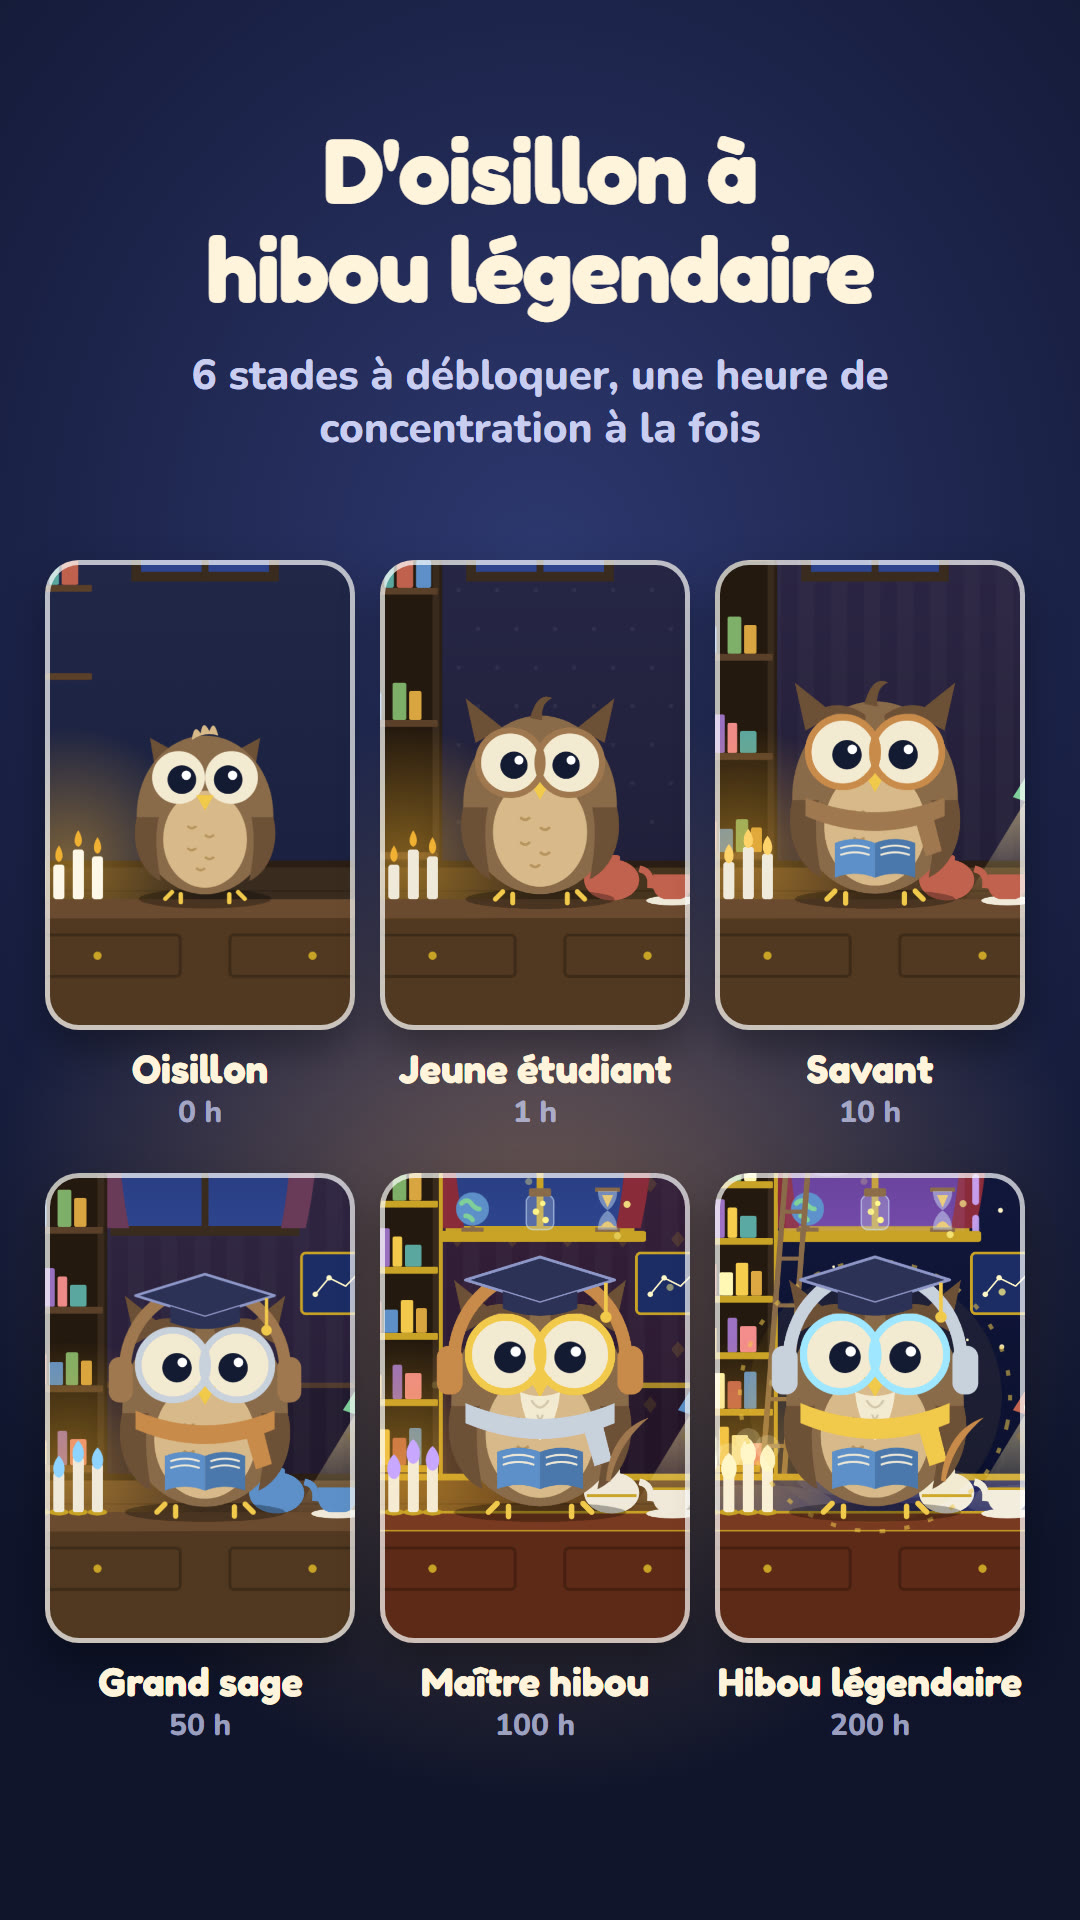 D'oisillon à
hibou légendaire
6 stades à débloquer, une heure de
concentration à la fois
Oisillon
0 h
Jeune étudiant
1 h
Savant
10 h
Grand sage
50 h
Maître hibou
100 h
Hibou légendaire
200 h